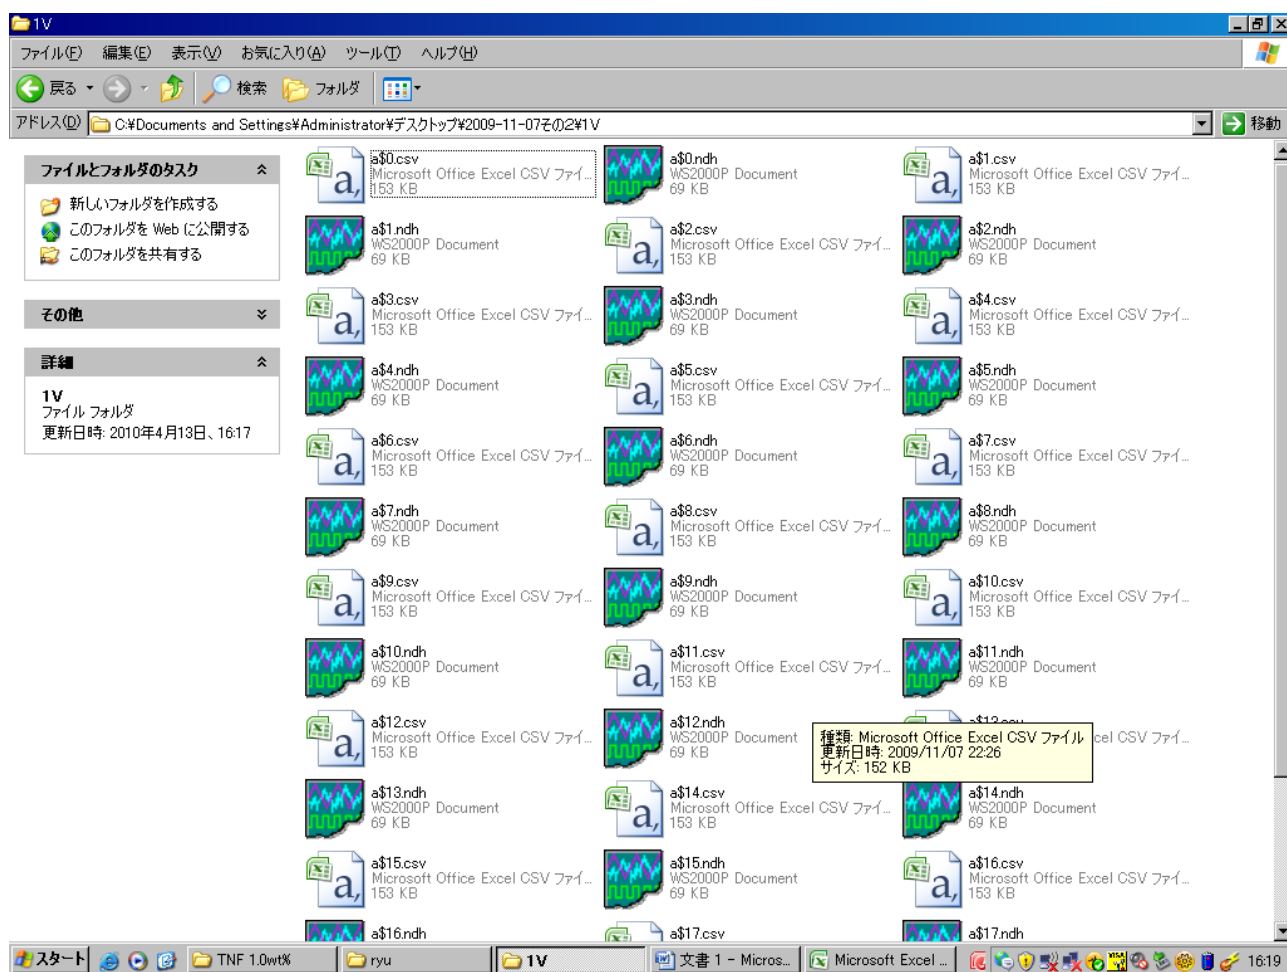 1V
ファイル(F) 編集(E) 表示(V) お気に入り(A) ツール(T) ヘルプ(H)
戻る 検索 フォルダ
アドレス(D) C:¥Documents and Settings¥Administrator¥デスクトップ¥2009-11-07その2¥1V 移動
ファイルとフォルダのタスク
新しいフォルダを作成する
このフォルダを Web に公開する
このフォルダを共有する
その他
詳細
1V
ファイル フォルダ
更新日時: 2010年4月13日、16:17
a$0.csv
Microsoft Office Excel CSV ファイ...
153 KB
a$0.ndh
WS2000P Document
69 KB
a$1.csv
Microsoft Office Excel CSV ファイ...
153 KB
a$1.ndh
WS2000P Document
69 KB
a$2.csv
Microsoft Office Excel CSV ファイ...
153 KB
a$2.ndh
WS2000P Document
69 KB
a$3.csv
Microsoft Office Excel CSV ファイ...
153 KB
a$3.ndh
WS2000P Document
69 KB
a$4.csv
Microsoft Office Excel CSV ファイ...
153 KB
a$4.ndh
WS2000P Document
69 KB
a$5.csv
Microsoft Office Excel CSV ファイ...
153 KB
a$5.ndh
WS2000P Document
69 KB
a$6.csv
Microsoft Office Excel CSV ファイ...
153 KB
a$6.ndh
WS2000P Document
69 KB
a$7.csv
Microsoft Office Excel CSV ファイ...
153 KB
a$7.ndh
WS2000P Document
69 KB
a$8.csv
Microsoft Office Excel CSV ファイ...
153 KB
a$8.ndh
WS2000P Document
69 KB
a$9.csv
Microsoft Office Excel CSV ファイ...
153 KB
a$9.ndh
WS2000P Document
69 KB
a$10.csv
Microsoft Office Excel CSV ファイ...
153 KB
a$10.ndh
WS2000P Document
69 KB
a$11.csv
Microsoft Office Excel CSV ファイ...
153 KB
a$11.ndh
WS2000P Document
69 KB
a$12.csv
Microsoft Office Excel CSV ファイ...
153 KB
a$12.ndh
WS2000P Document
69 KB
cel CSV ファイ...
種類: Microsoft Office Excel CSV ファイル
更新日時: 2009/11/07 22:26
サイズ: 152 KB
a$13.ndh
WS2000P Document
69 KB
a$14.csv
Microsoft Office Excel CSV ファイ...
153 KB
a$14.ndh
WS2000P Document
69 KB
a$15.csv
Microsoft Office Excel CSV ファイ...
153 KB
a$15.ndh
WS2000P Document
69 KB
a$16.csv
Microsoft Office Excel CSV ファイ...
153 KB
a$16.ndh
a$17.csv
a$17.ndh
スタート TNF 1.0wt% ryu 1V 文書 1 - Micros... Microsoft Excel ... 16:19